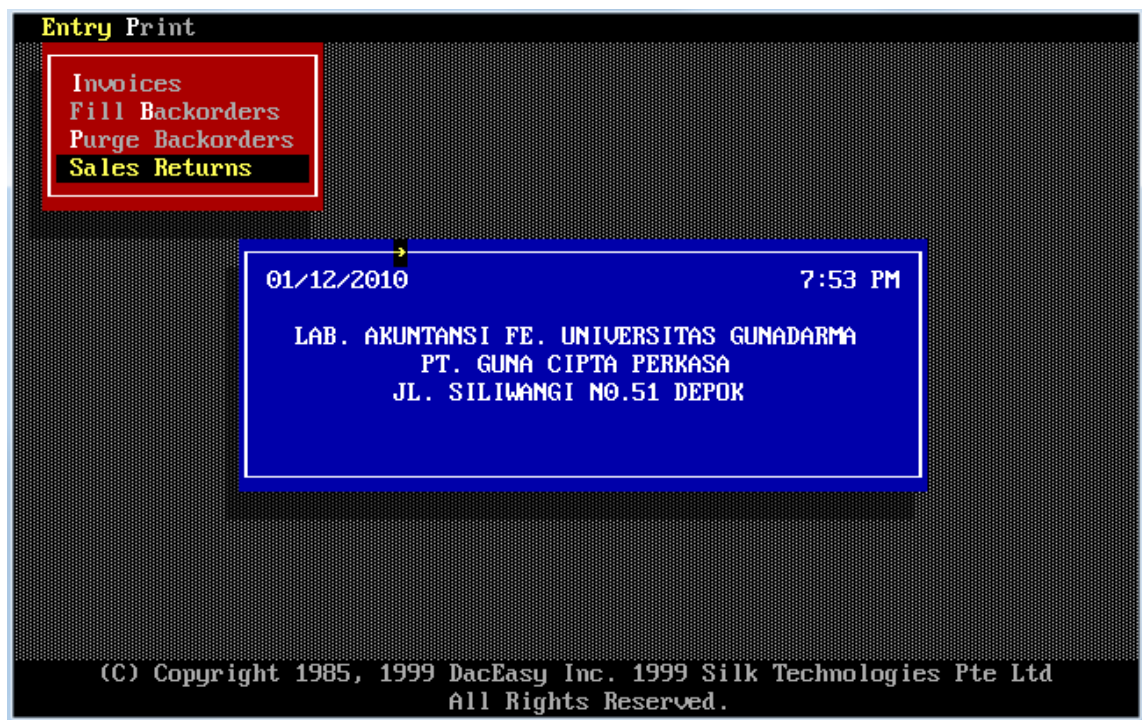 Entry Print
Invoices
Fill Backorders
Purge Backorders
Sales Returns
01/12/2010 7:53 PM
LAB. AKUNTANSI FE. UNIVERSITAS GUNADARMA
PT. GUNA CIPTA PERKASA
JL. SILIWANGI N0.51 DEPOK
(C) Copyright 1985, 1999 DacEasy Inc. 1999 Silk Technologies Pte Ltd
All Rights Reserved.